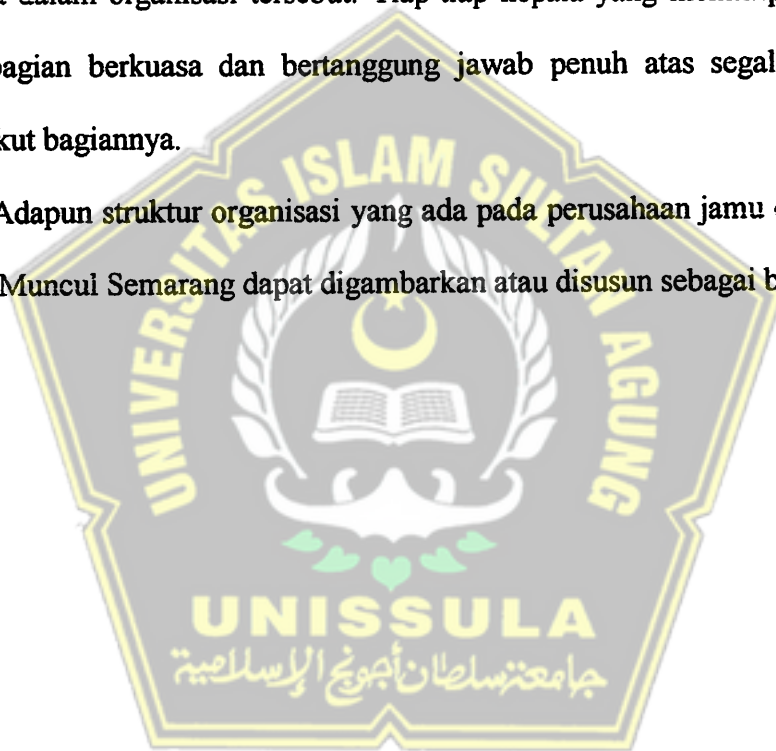 dalam organisasi tersebut. Tiap tiap kepala yang
bagian berkuasa dan bertanggung jawab penuh atas
bagiannya.
Adapun struktur organisasi yang ada pada perusahaan jamu
Muncul Semarang dapat digambarkan atau disusun sebagai
UNIVERSITAS ISLAM SULTAN AGUNG
UNISSULA
جامعة سلطان أجونج الإسلامية